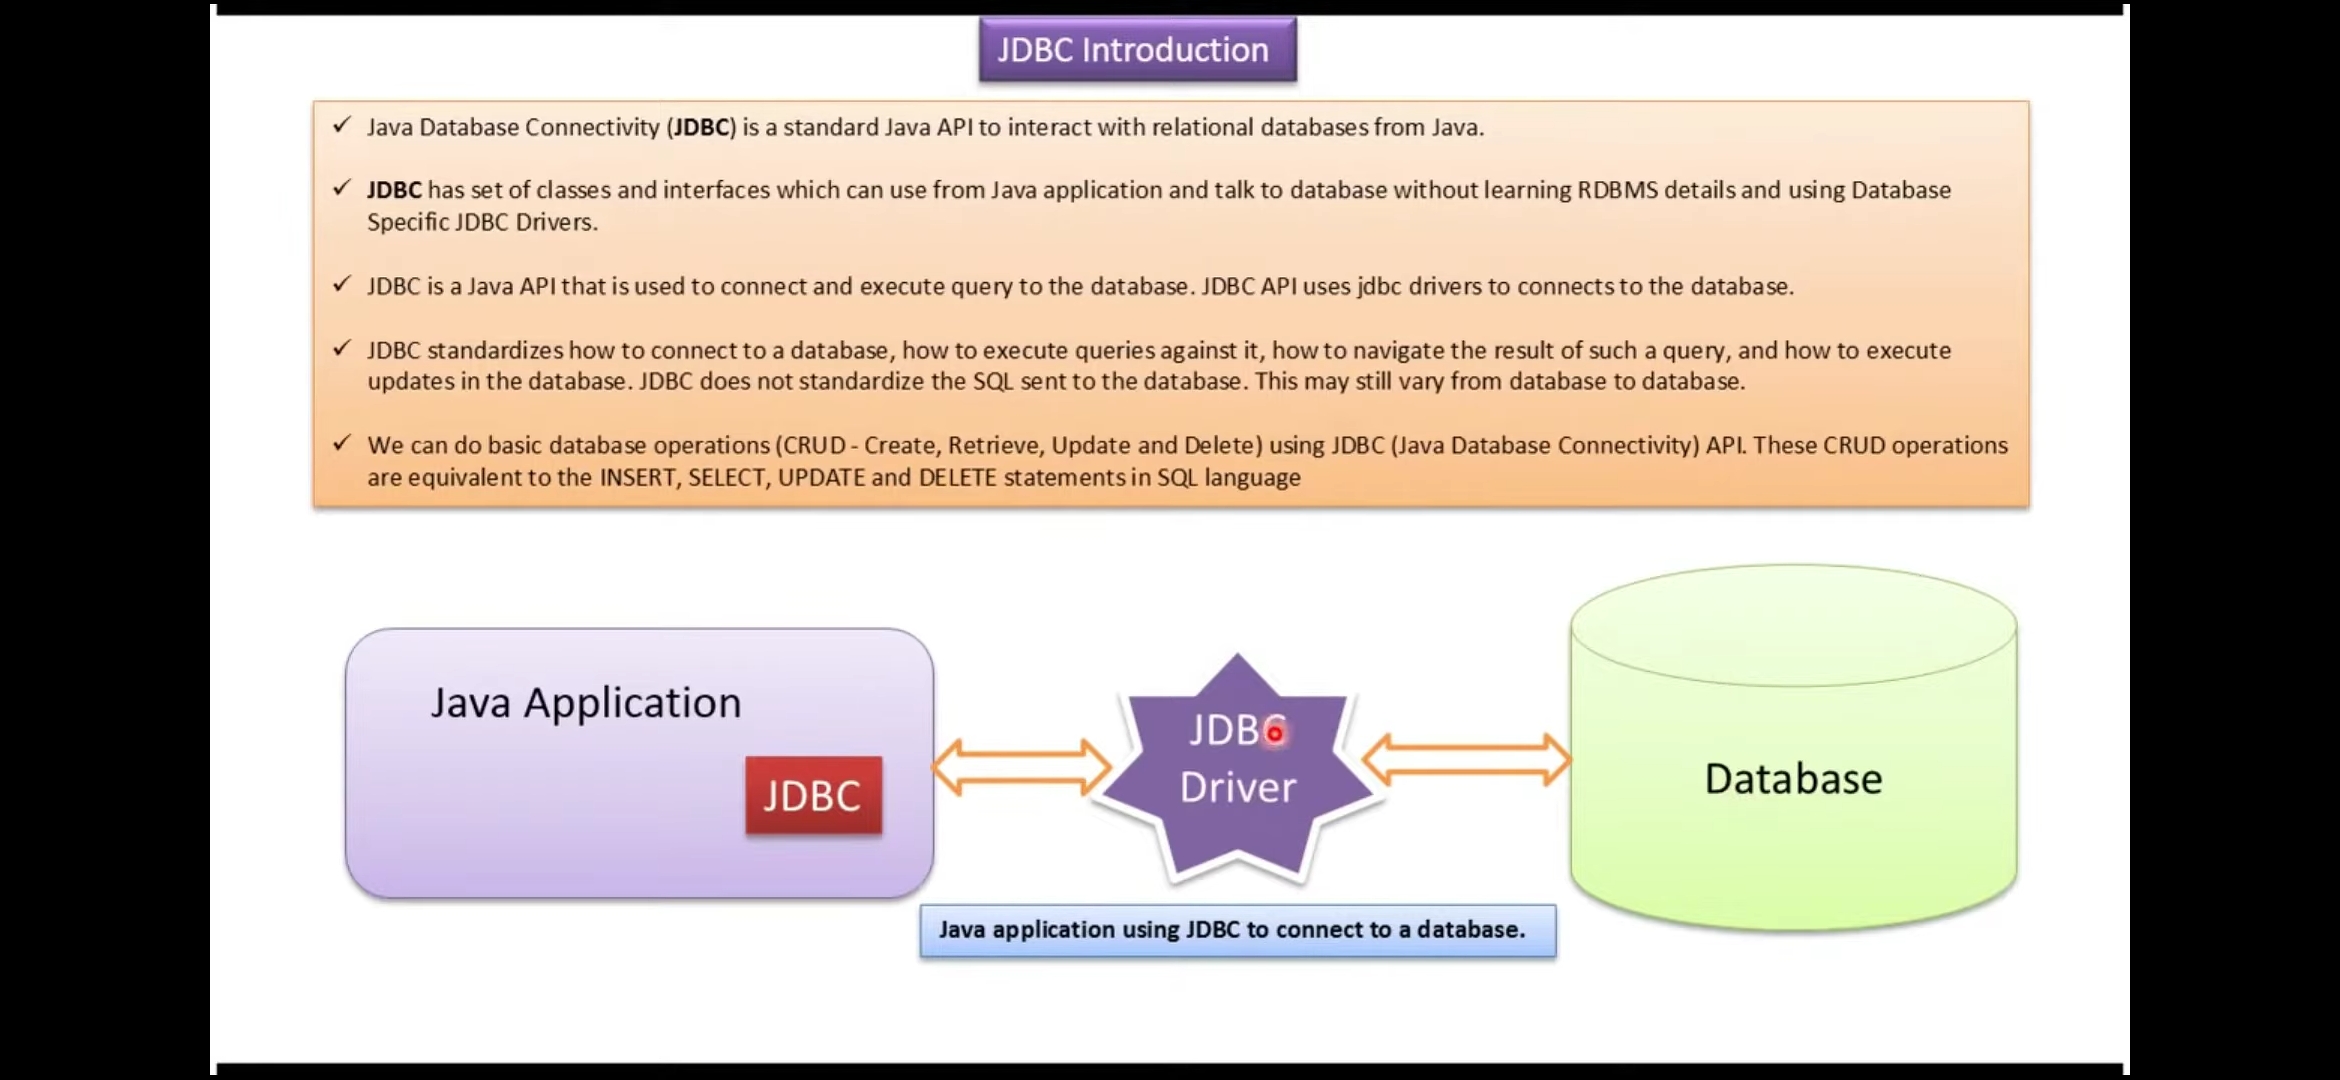 JDBC Introduction
✓ Java Database Connectivity (JDBC) is a standard Java API to interact with relational databases from Java.
✓ JDBC has set of classes and interfaces which can use from Java application and talk to database without learning RDBMS details and using Database
Specific JDBC Drivers.
✓ JDBC is a Java API that is used to connect and execute query to the database. JDBC API uses jdbc drivers to connects to the database.
✓ JDBC standardizes how to connect to a database, how to execute queries against it, how to navigate the result of such a query, and how to execute
updates in the database. JDBC does not standardize the SQL sent to the database. This may still vary from database to database.
✓ We can do basic database operations (CRUD - Create, Retrieve, Update and Delete) using JDBC (Java Database Connectivity) API. These CRUD operations
are equivalent to the INSERT, SELECT, UPDATE and DELETE statements in SQL language
Java Application
JDBC
JDBC
Driver
Database
Java application using JDBC to connect to a database.